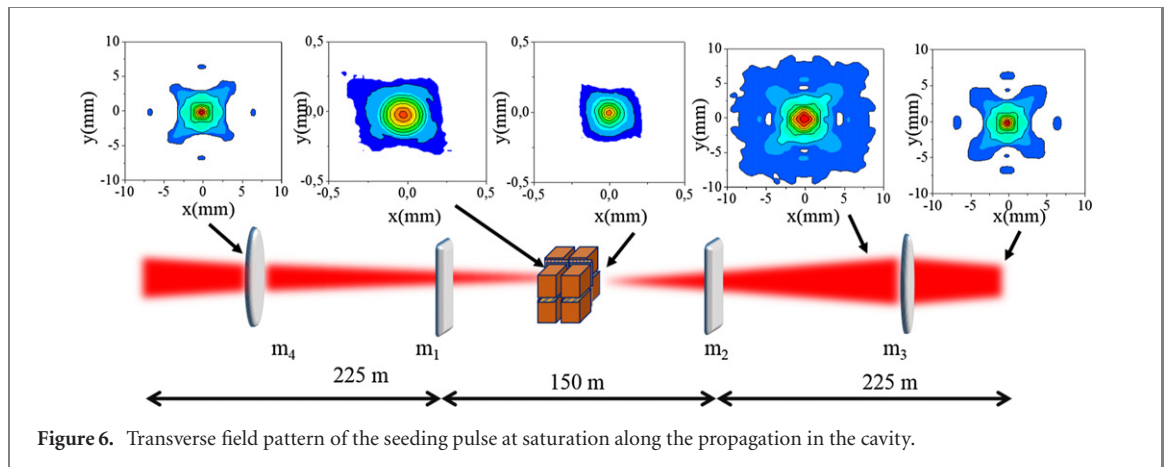 10
5
0
-5
-10
y(mm)
-10 -5 0 5 10
x(mm)
0,5
0,0
-0,5
y(mm)
-0,5 0,0 0,5
x(mm)
0,5
0,0
-0,5
y(mm)
-0,5 0,0 0,5
x(mm)
10
5
0
-5
-10
y(mm)
-10 -5 0 5 10
x(mm)
10
5
0
-5
-10
y(mm)
-10 -5 0 5 10
x(mm)
m4 m1 m2 m3
225 m 150 m 225 m
Figure 6. Transverse field pattern of the seeding pulse at saturation along the propagation in the cavity.